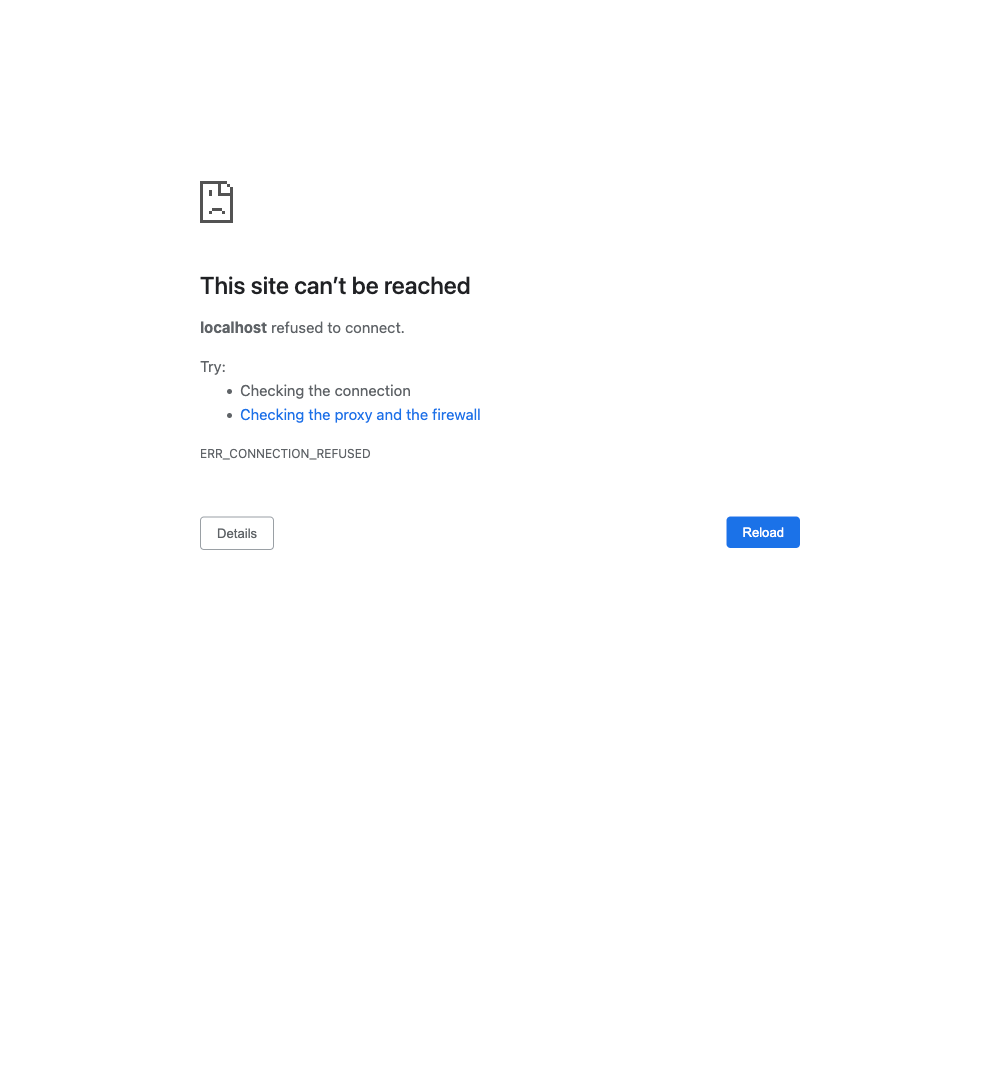 This site can’t be reached
localhost refused to connect.
Try:
• Checking the connection
• Checking the proxy and the firewall
ERR_CONNECTION_REFUSED
Details
Reload